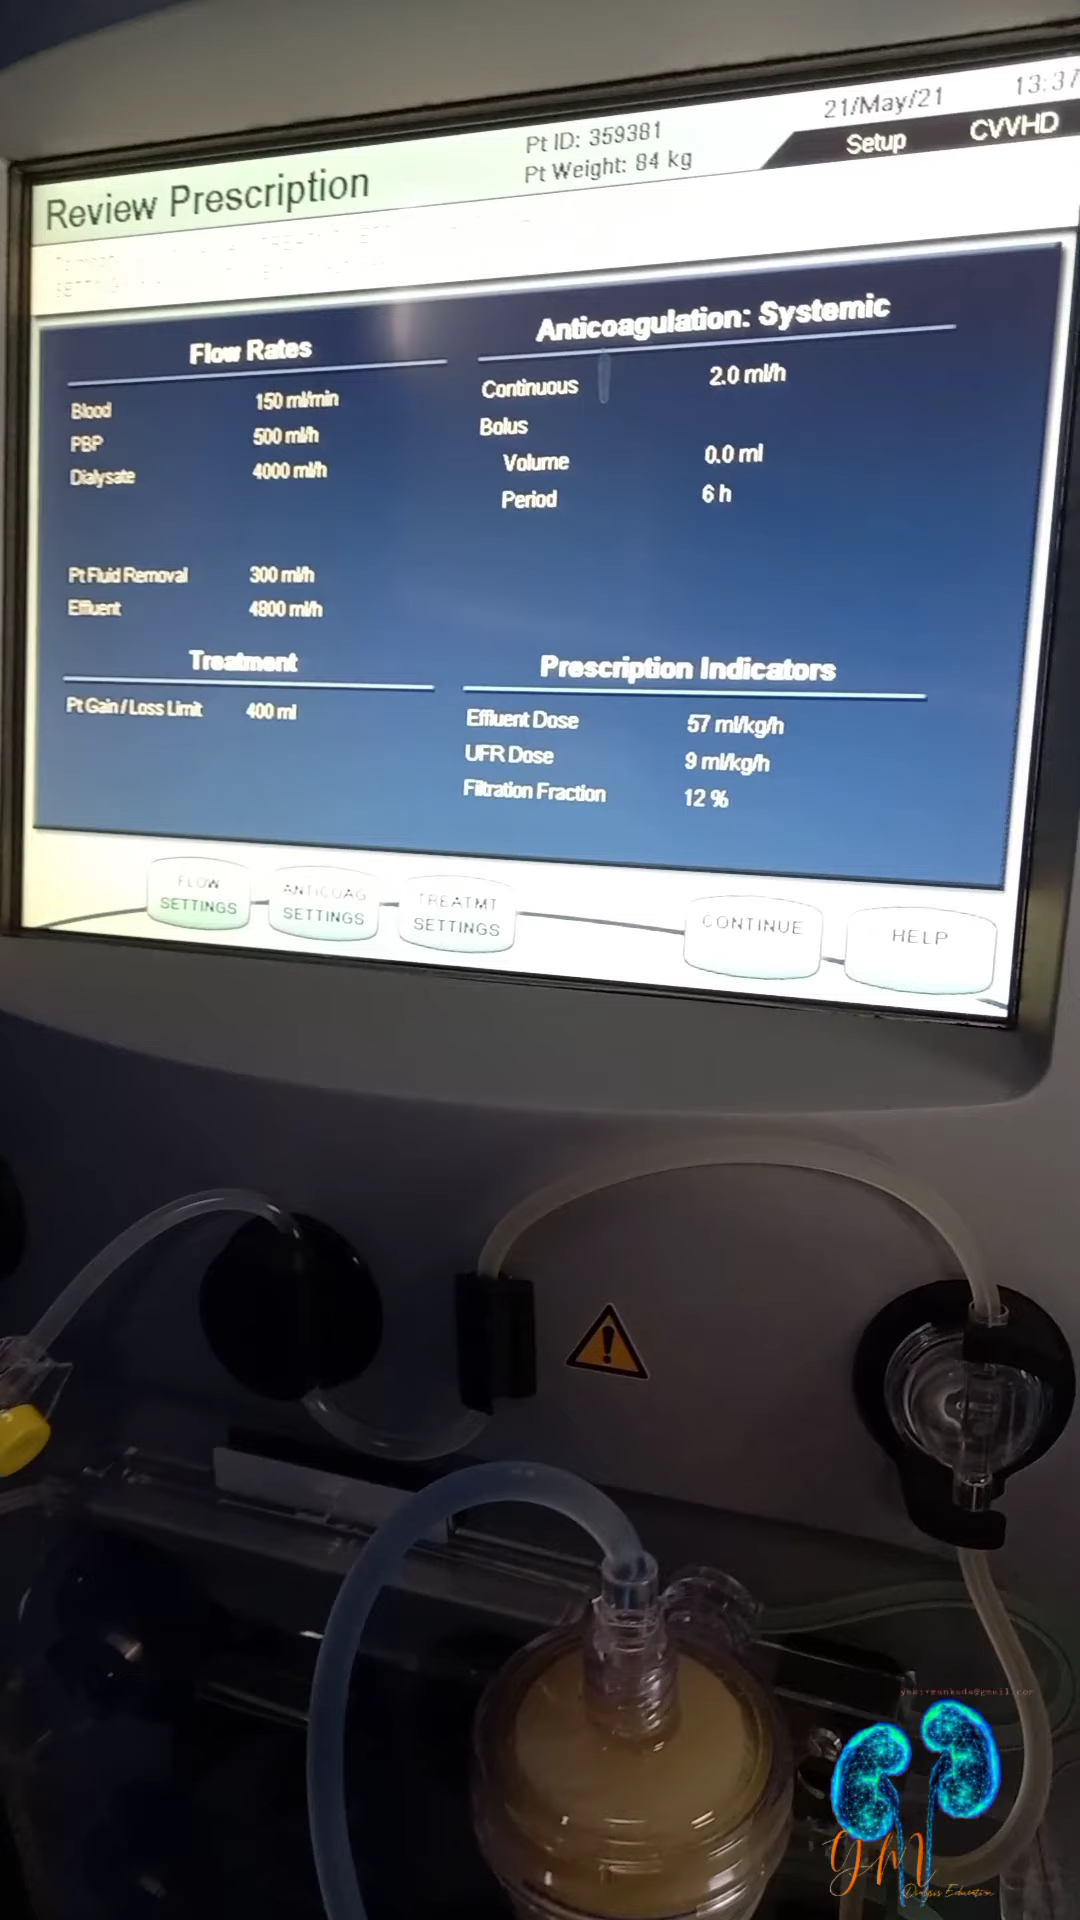 21/May/21 13:37
Pt ID: 359381
Setup CVVHD
Pt Weight: 84 kg
Review Prescription
Flow Rates
Blood 150 ml/min
PBP 500 ml/h
Dialysate 4000 ml/h
Pt Fluid Removal 300 ml/h
Effluent 4800 ml/h
Treatment
Pt Gain / Loss Limit 400 ml
Anticoagulation: Systemic
Continuous 2.0 ml/h
Bolus
Volume 0.0 ml
Period 6 h
Prescription Indicators
Effluent Dose 57 ml/kg/h
UFR Dose 9 ml/kg/h
Filtration Fraction 12 %
FLOW
SETTINGS
ANTICOAG
SETTINGS
TREATMT
SETTINGS
CONTINUE
HELP
YM
Dialysis Education